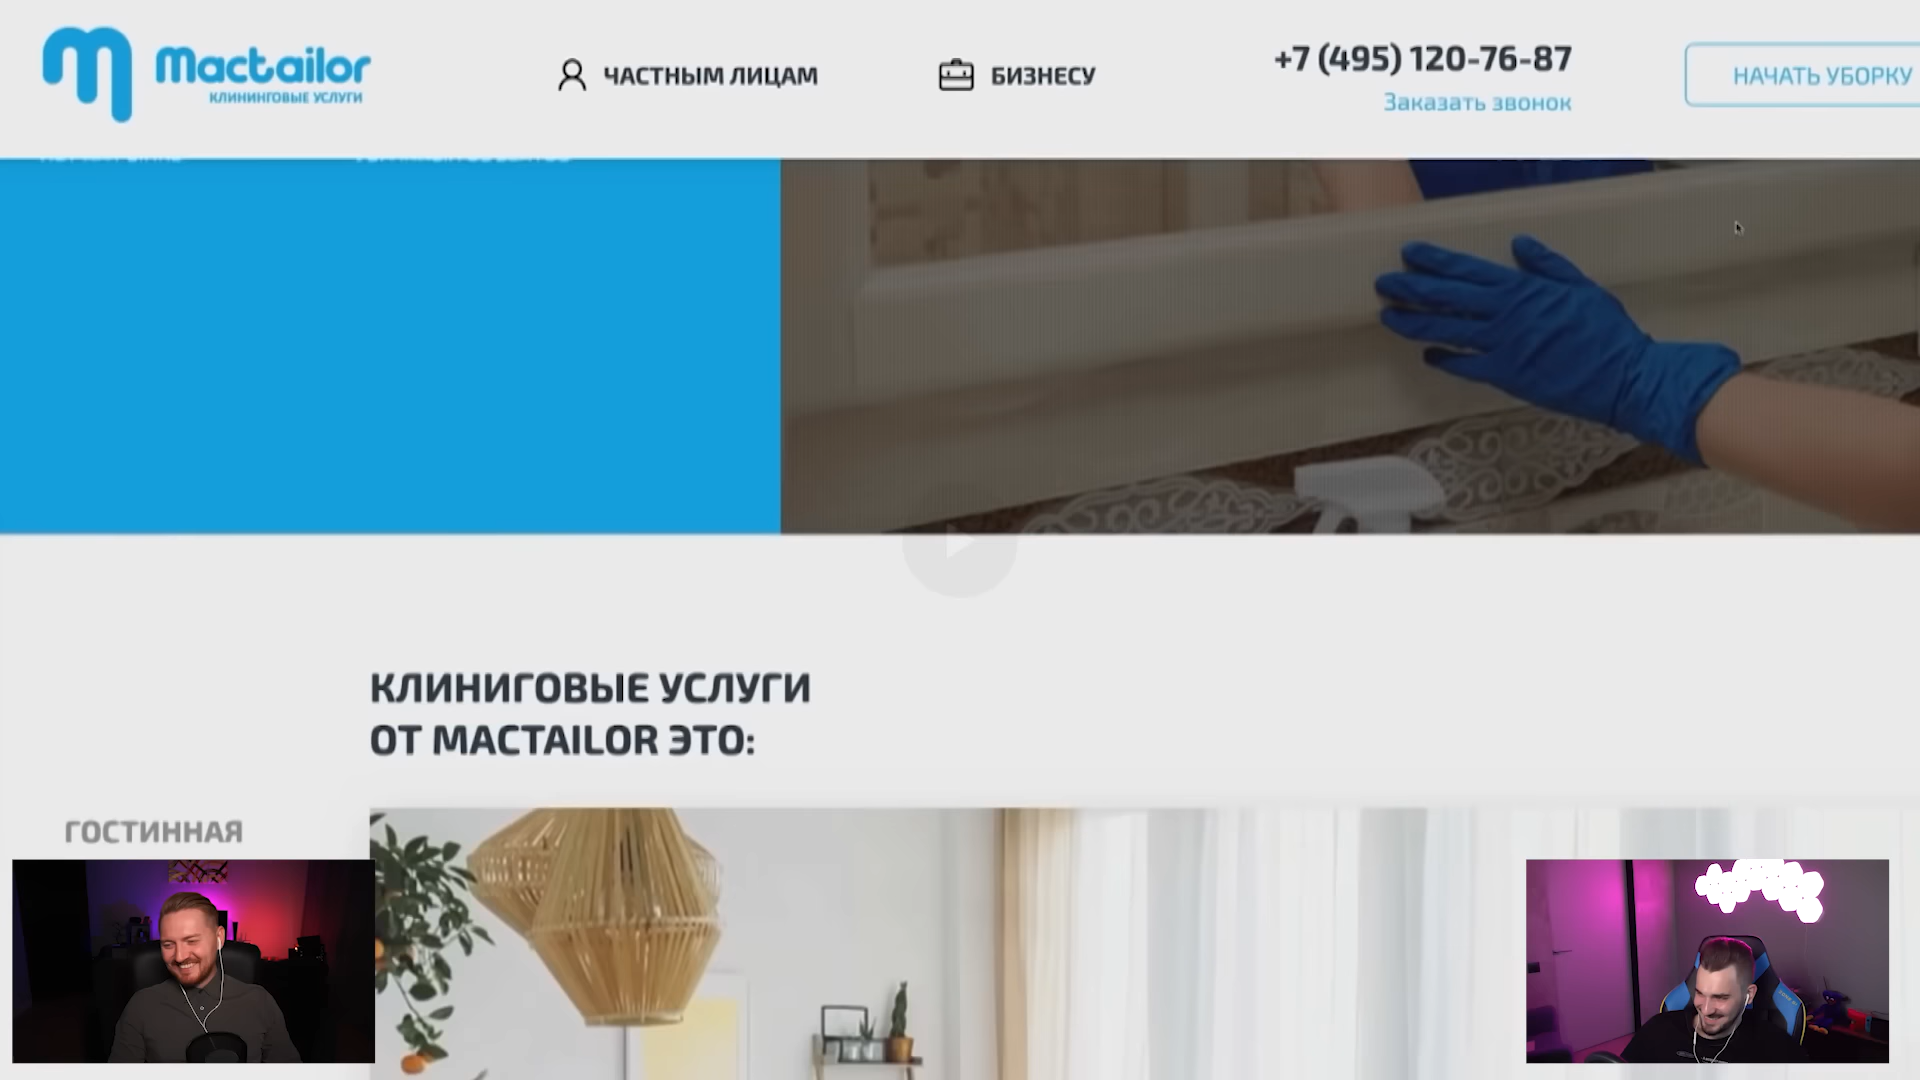 Mactailor
КЛИНИНГОВЫЕ УСЛУГИ
ЧАСТНЫМ ЛИЦАМ
БИЗНЕСУ
+7 (495) 120-76-87
Заказать звонок
НАЧАТЬ УБОРКУ
КЛИНИГОВЫЕ УСЛУГИ
ОТ MACTAILOR ЭТО:
ГОСТИННАЯ